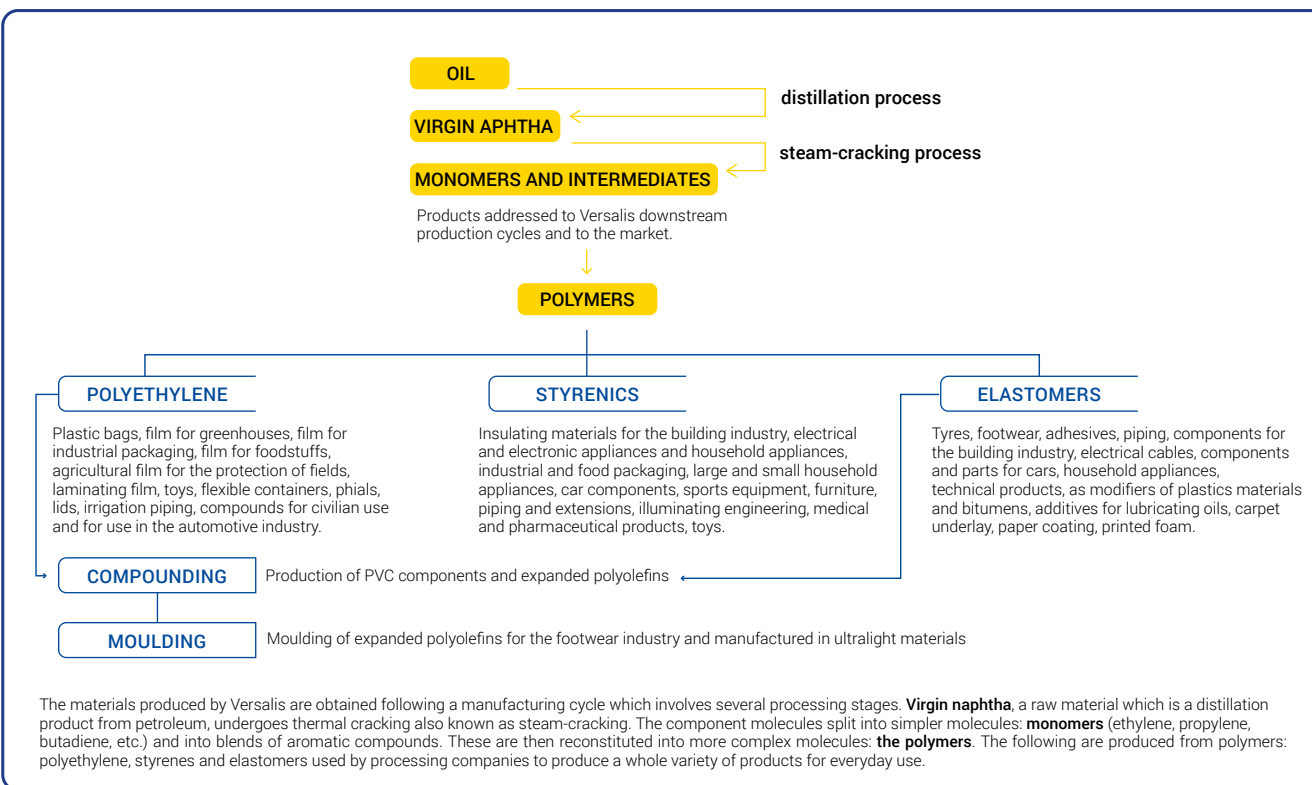 OIL
distillation process
VIRGIN APHTHA
steam-cracking process
MONOMERS AND INTERMEDIATES
Products addressed to Versalis downstream
production cycles and to the market.
POLYMERS
POLYETHYLENE
Plastic bags, film for greenhouses, film for
industrial packaging, film for foodstuffs,
agricultural film for the protection of fields,
laminating film, toys, flexible containers, phials,
lids, irrigation piping, compounds for civilian use
and for use in the automotive industry.
STYRENICS
Insulating materials for the building industry, electrical
and electronic appliances and household appliances,
industrial and food packaging, large and small household
appliances, car components, sports equipment, furniture,
piping and extensions, illuminating engineering, medical
and pharmaceutical products, toys.
ELASTOMERS
Tyres, footwear, adhesives, piping, components for
the building industry, electrical cables, components
and parts for cars, household appliances,
technical products, as modifiers of plastics materials
and bitumens, additives for lubricating oils, carpet
underlay, paper coating, printed foam.
COMPOUNDING
Production of PVC components and expanded polyolefins
MOULDING
Moulding of expanded polyolefins for the footwear industry and manufactured in ultralight materials
The materials produced by Versalis are obtained following a manufacturing cycle which involves several processing stages. Virgin naphtha, a raw material which is a distillation
product from petroleum, undergoes thermal cracking also known as steam-cracking. The component molecules split into simpler molecules: monomers (ethylene, propylene,
butadiene, etc.) and into blends of aromatic compounds. These are then reconstituted into more complex molecules: the polymers. The following are produced from polymers:
polyethylene, styrenes and elastomers used by processing companies to produce a whole variety of products for everyday use.